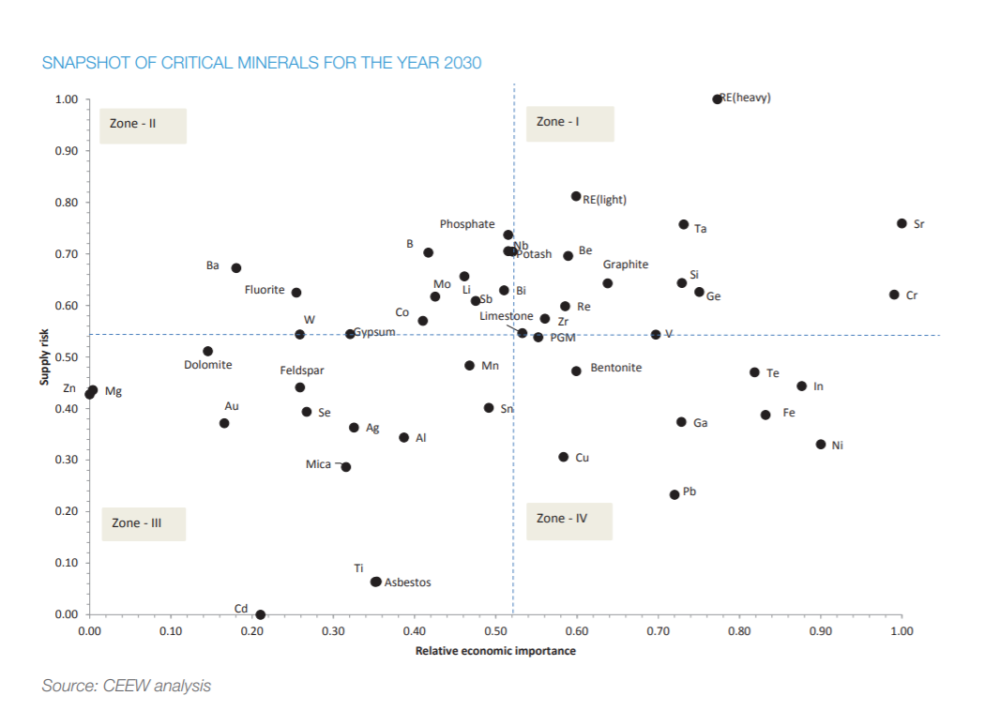 SNAPSHOT OF CRITICAL MINERALS FOR THE YEAR 2030
1.00
RE(heavy)
Zone - II
Zone - I
0.90
0.80
RE(light)
Phosphate
Ta
Sr
B
Nb
Potash
Be
0.70
Ba
Graphite
Fluorite
Mo
Li
Bi
Si
Ge
Cr
Sb
0.60
Co
Limestone
Re
W
Zr
Gypsum
PGM
V
Supply risk
0.50
Dolomite
Feldspar
Mn
Bentonite
Te
Zn
Mg
In
0.40
Au
Se
Sn
Fe
Ag
Al
Ga
Ni
Mica
Cu
0.30
Pb
0.20
Zone - III
Zone - IV
0.10
Ti
Asbestos
Cd
0.00
0.00 0.10 0.20 0.30 0.40 0.50 0.60 0.70 0.80 0.90 1.00
Relative economic importance
Source: CEEW analysis